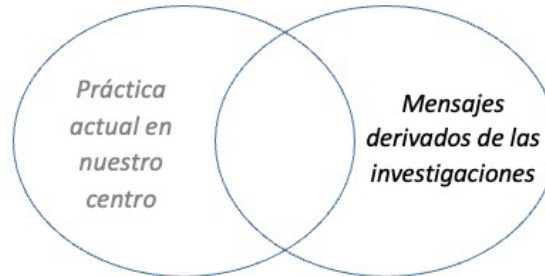 Práctica
actual en
nuestro
centro
Mensajes
derivados de las
investigaciones